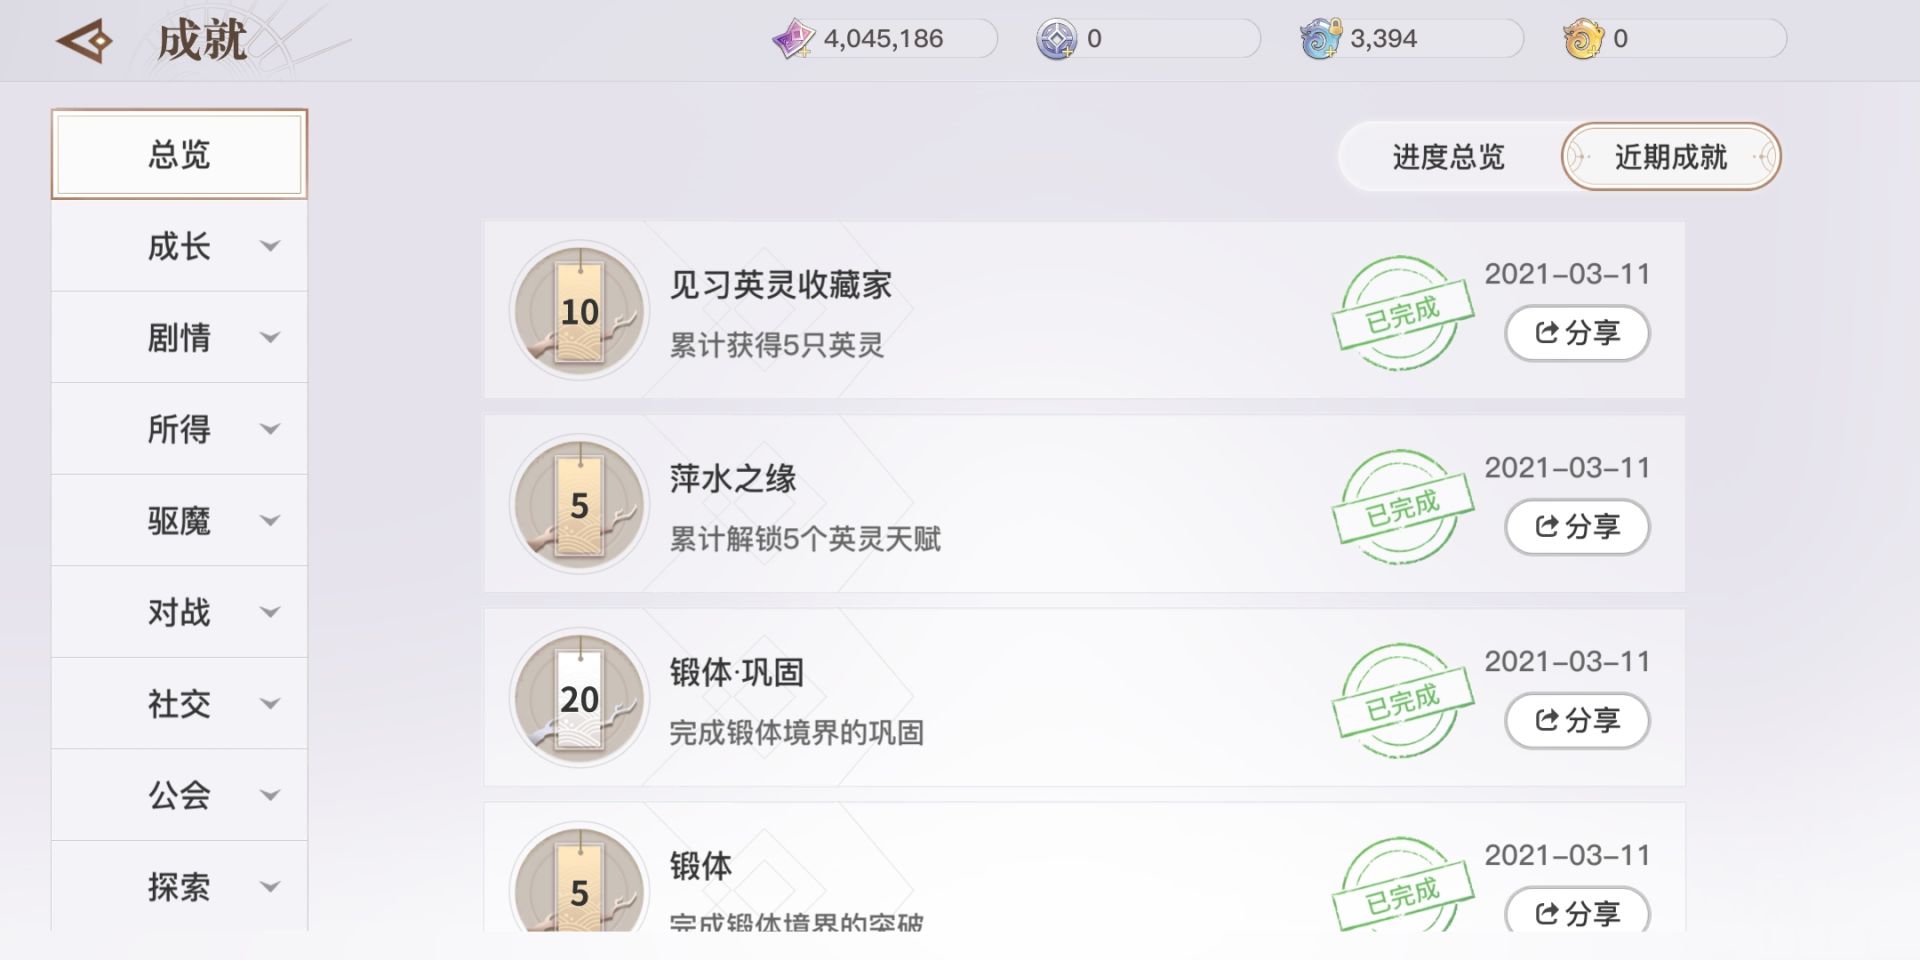 成就
4,045,186
0
3,394
0
总览
成长
剧情
所得
驱魔
对战
社交
公会
探索
进度总览
近期成就
10
见习英灵收藏家
累计获得5只英灵
已完成
2021-03-11
分享
5
萍水之缘
累计解锁5个英灵天赋
已完成
2021-03-11
分享
20
锻体·巩固
完成锻体境界的巩固
已完成
2021-03-11
分享
5
锻体
完成锻体境界的突破
已完成
2021-03-11
分享